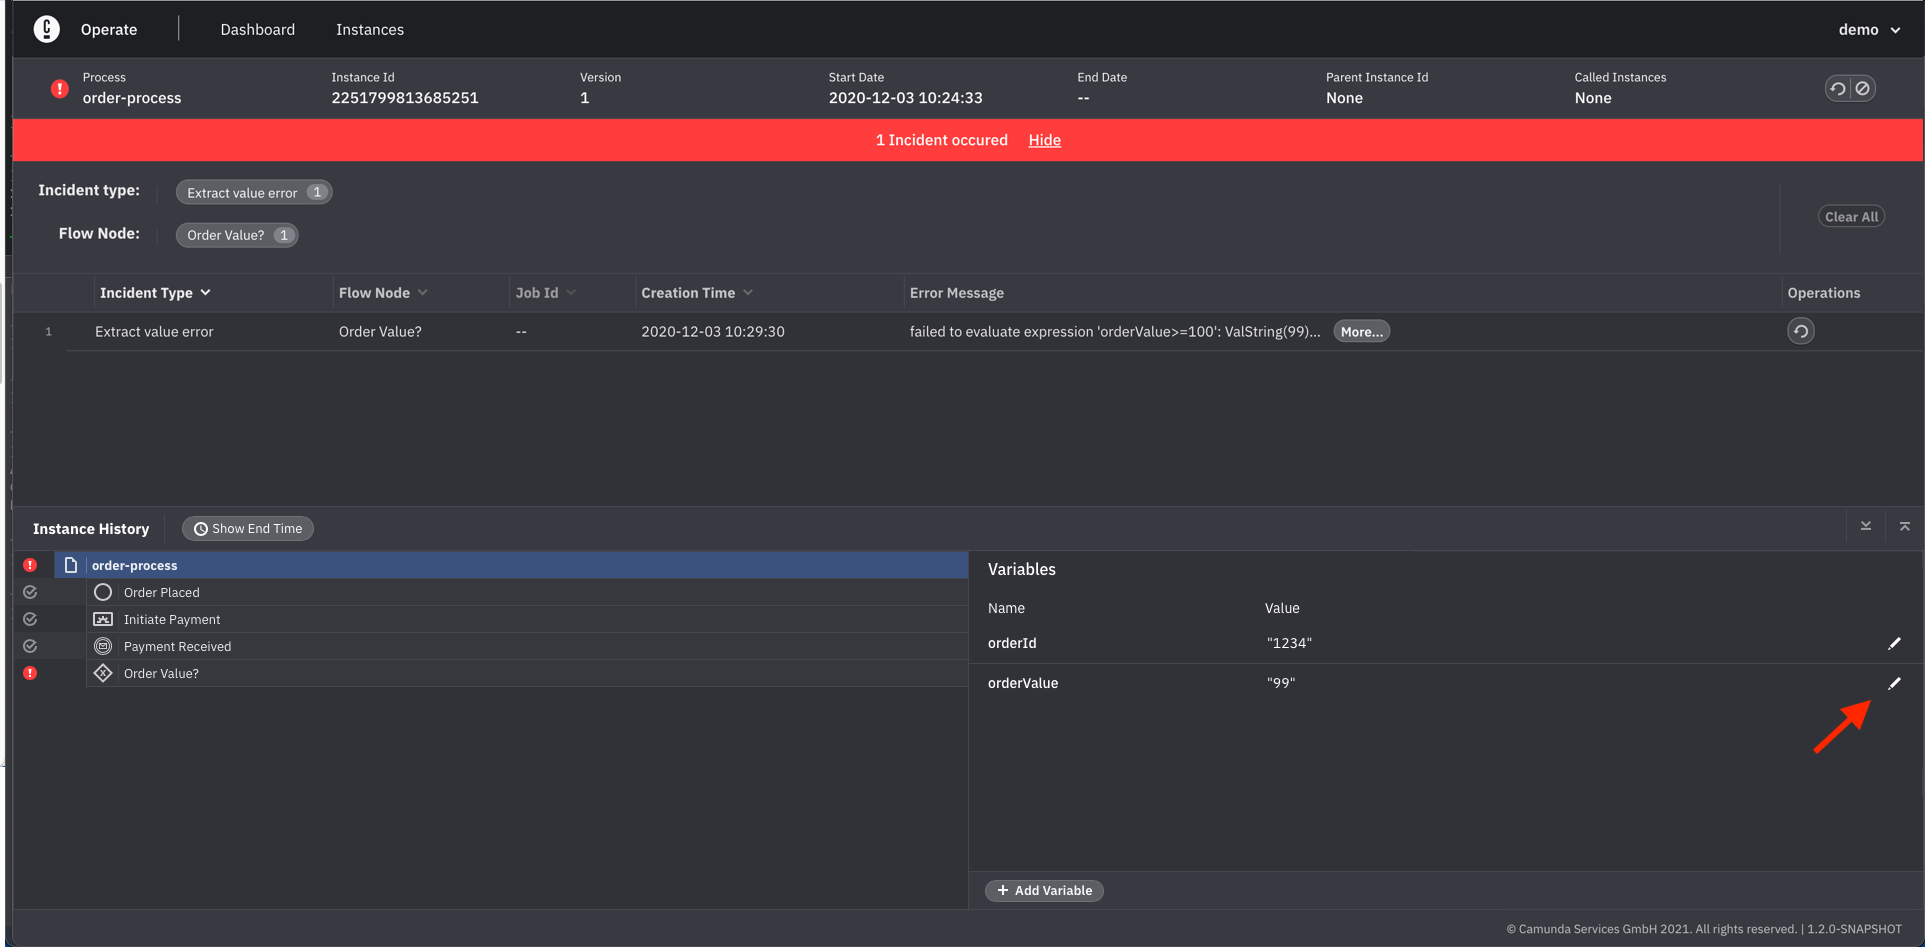 Operate Dashboard Instances demo
Process Instance Id Version Start Date End Date Parent Instance Id Called Instances
order-process 2251799813685251 1 2020-12-03 10:24:33 -- None None
1 Incident occured Hide
Incident type: Extract value error 1
Clear All
Flow Node: Order Value? 1
Incident Type Flow Node Job Id Creation Time Error Message Operations
1 Extract value error Order Value? -- 2020-12-03 10:29:30 failed to evaluate expression 'orderValue>=100': ValString(99)... More...
Instance History Show End Time
order-process
Order Placed
Initiate Payment
Payment Received
Order Value?
Variables
Name Value
orderId "1234"
orderValue "99"
+ Add Variable
© Camunda Services GmbH 2021. All rights reserved. | 1.2.0-SNAPSHOT